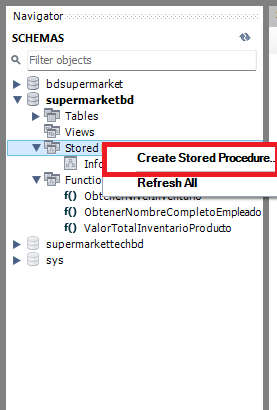 Navigator
SCHEMAS
Filter objects
bdsupermarket
supermarketbd
Tables
Views
Stored
Create Stored Procedure...
Info
Refresh All
Function
f() ObtenerNivelInventario
f() ObtenerNombreCompletoEmpleado
f() ValorTotalInventarioProducto
supermarkettechbd
sys